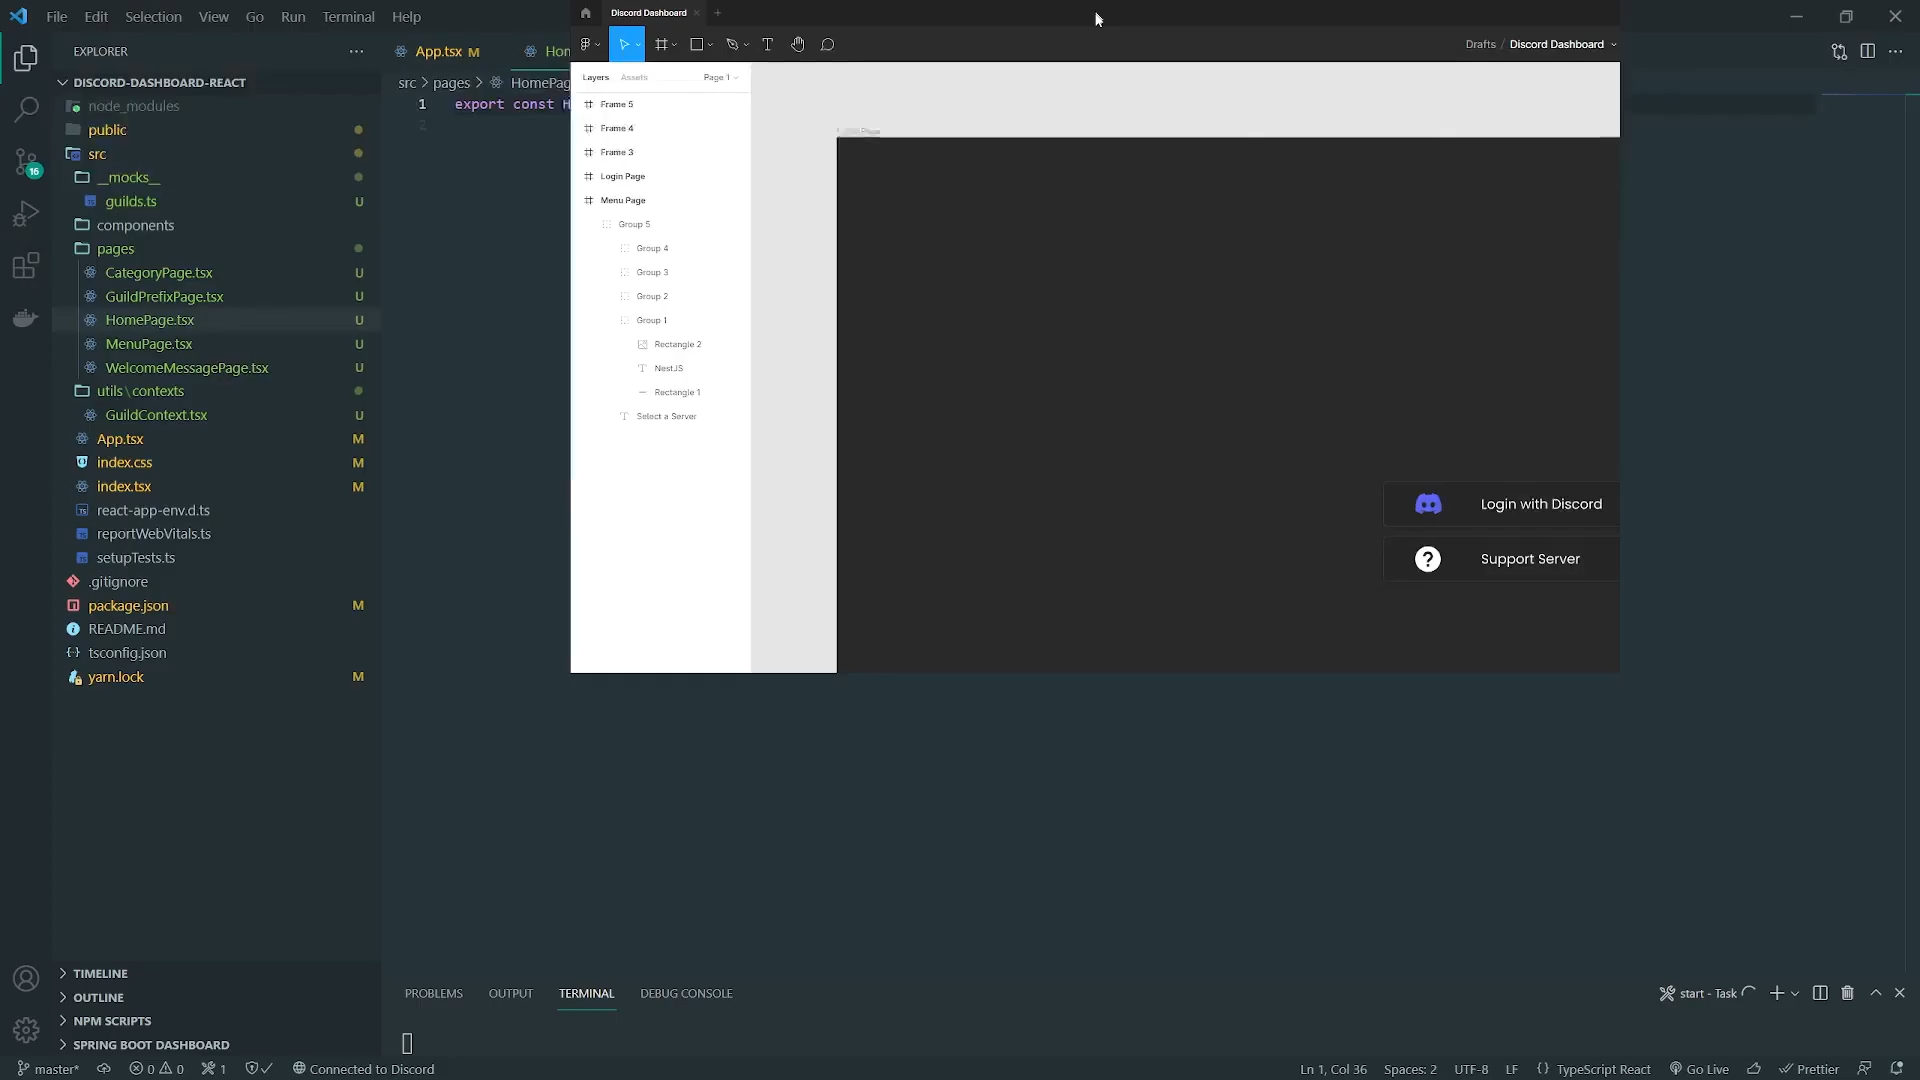 File Edit Selection View Go Run Terminal Help
Discord Dashboard
Drafts / Discord Dashboard
EXPLORER
App.tsx M
Hom
DISCORD-DASHBOARD-REACT
src > pages > HomePag
1 export const H
2
node_modules
public
src
__mocks__
guilds.ts U
components
pages
CategoryPage.tsx U
GuildPrefixPage.tsx U
HomePage.tsx U
MenuPage.tsx U
WelcomeMessagePage.tsx U
utils\contexts
GuildContext.tsx U
App.tsx M
index.css M
index.tsx M
react-app-env.d.ts
reportWebVitals.ts
setupTests.ts
.gitignore
package.json M
README.md
tsconfig.json
yarn.lock M
16
Layers Assets Page 1
Frame 5
Frame 4
Frame 3
Login Page
Menu Page
Group 5
Group 4
Group 3
Group 2
Group 1
Rectangle 2
NestJS
Rectangle 1
Select a Server
Login with Discord
Support Server
TIMELINE
OUTLINE
NPM SCRIPTS
SPRING BOOT DASHBOARD
PROBLEMS OUTPUT TERMINAL DEBUG CONSOLE
start - Task
master* 0 0 1 Connected to Discord
Ln 1, Col 36 Spaces: 2 UTF-8 LF TypeScript React Go Live Prettier